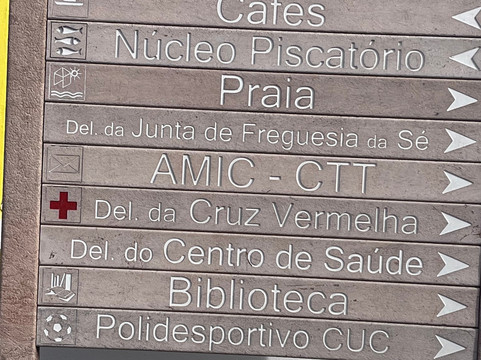 Cafés
Núcleo Piscatório
Praia
Del. da Junta de Freguesia da Sé
AMIC - CTT
Del. da Cruz Vermelha
Del. do Centro de Saúde
Biblioteca
Polidesportivo CUC